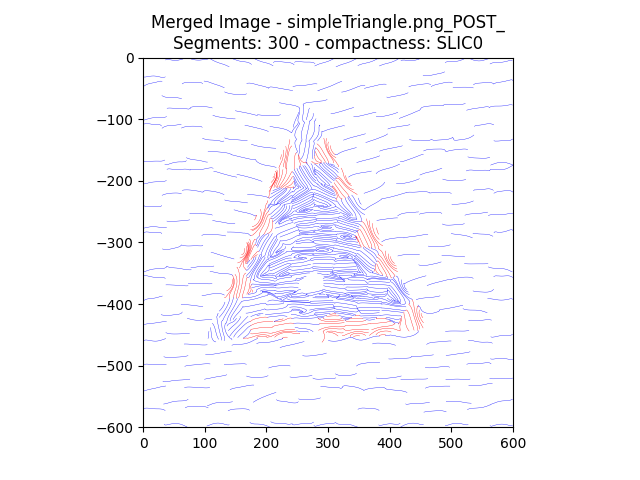 Merged Image - simpleTriangle.png_POST_
Segments: 300 - compactness: SLIC0
0
−100
−200
−300
−400
−500
−600
0 100 200 300 400 500 600